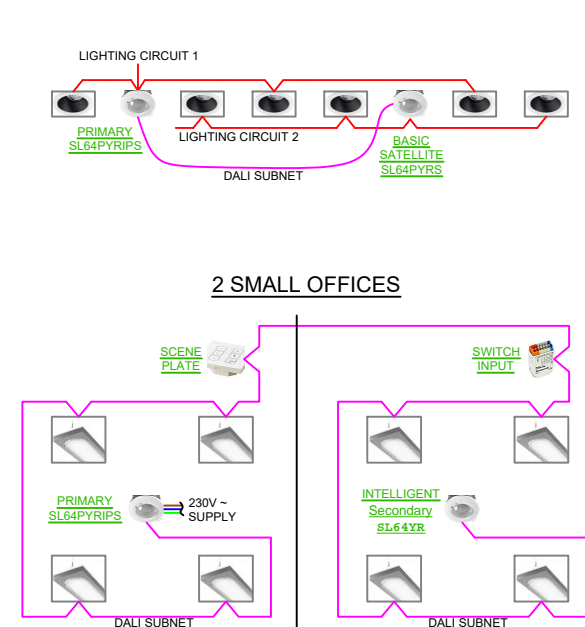 LIGHTING CIRCUIT 1
PRIMARY
SL64PYRIPS
LIGHTING CIRCUIT 2
BASIC
SATELLITE
SL64PYRS
DALI SUBNET
2 SMALL OFFICES
SCENE
PLATE
SWITCH
INPUT
PRIMARY
SL64PYRIPS
230V ~
SUPPLY
INTELLIGENT
Secondary
SL64YR
DALI SUBNET
DALI SUBNET